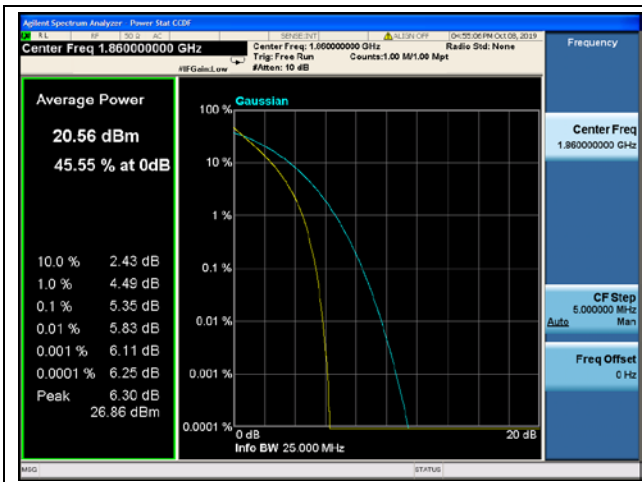 Agilent Spectrum Analyzer Power Stat CCDF
RL RF 50 Ω AC SENSE:INT ALIGN OFF 04:55:06 PM Oct 08, 2019
Center Freq 1.860000000 GHz
Center Freq: 1.860000000 GHz
Radio Std: None
Trig: Free Run
Counts:1.00 M/1.00 Mpt
#IFGain:Low
#Atten: 10 dB
Frequency
Average Power
20.56 dBm
45.55 % at 0dB
10.0 % 2.43 dB
1.0 % 4.49 dB
0.1 % 5.35 dB
0.01 % 5.83 dB
0.001 % 6.11 dB
0.0001 % 6.25 dB
Peak 6.30 dB
26.86 dBm
Gaussian
100 %
10 %
1 %
0.1 %
0.01 %
0.001 %
0.0001 %
0 dB
20 dB
Info BW 25.000 MHz
Center Freq
1.860000000 GHz
CF Step
5.000000 MHz
Auto Man
Freq Offset
0 Hz
MSG STATUS